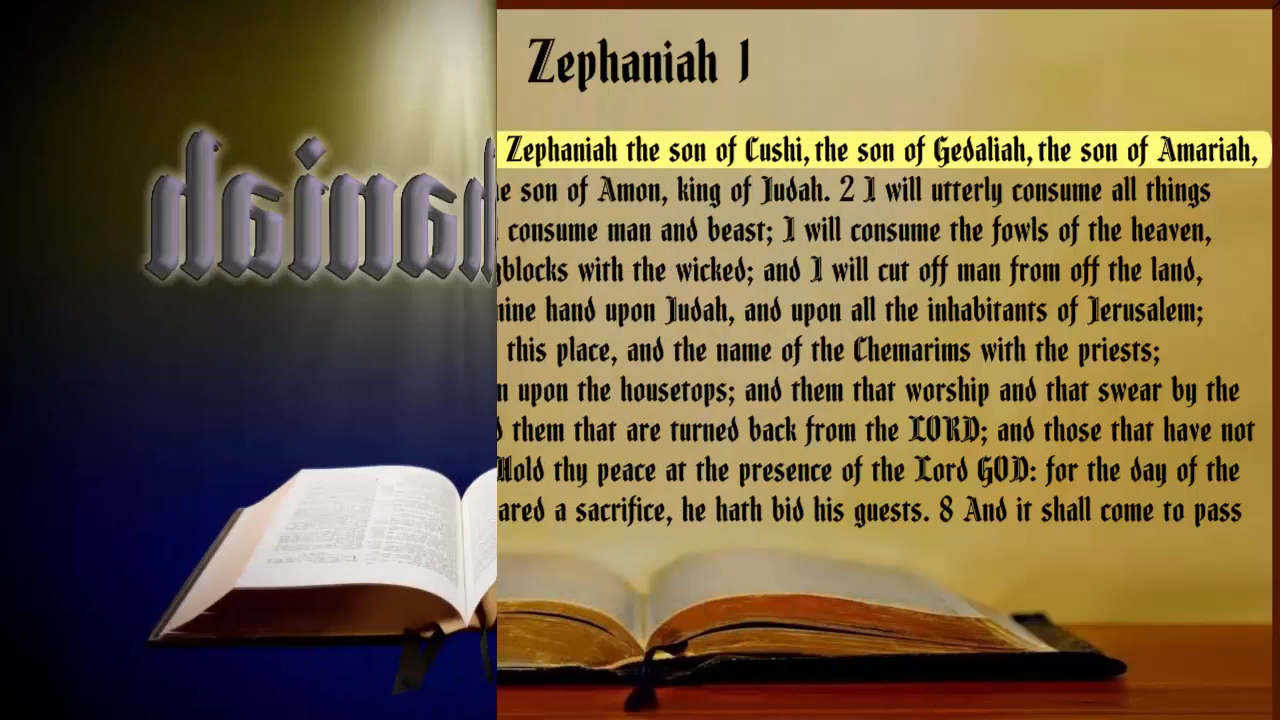 haniah
Zephaniah 1
Zephaniah the son of Cushi, the son of Gedaliah, the son of Amariah,
son of Amon, king of Judah. 2 I will utterly consume all things
consume man and beast; I will consume the fowls of the heaven,
with the wicked; and I will cut off man from off the land,
hand upon Judah, and upon all the inhabitants of Jerusalem;
this place, and the name of the Chemarims with the priests;
upon the housetops; and them that worship and that swear by the
them that are turned back from the LORD; and those that have not
Hold thy peace at the presence of the Lord GOD: for the day of the
a sacrifice, he hath bid his guests. 8 And it shall come to pass